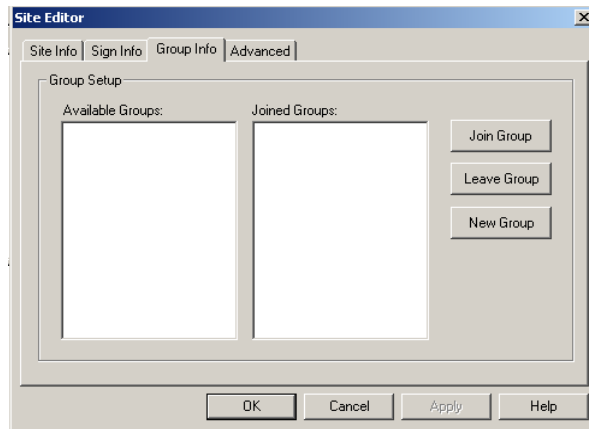 Site Editor
Site Info Sign Info Group Info Advanced
Group Setup
Available Groups: Joined Groups:
Join Group
Leave Group
New Group
OK Cancel Apply Help